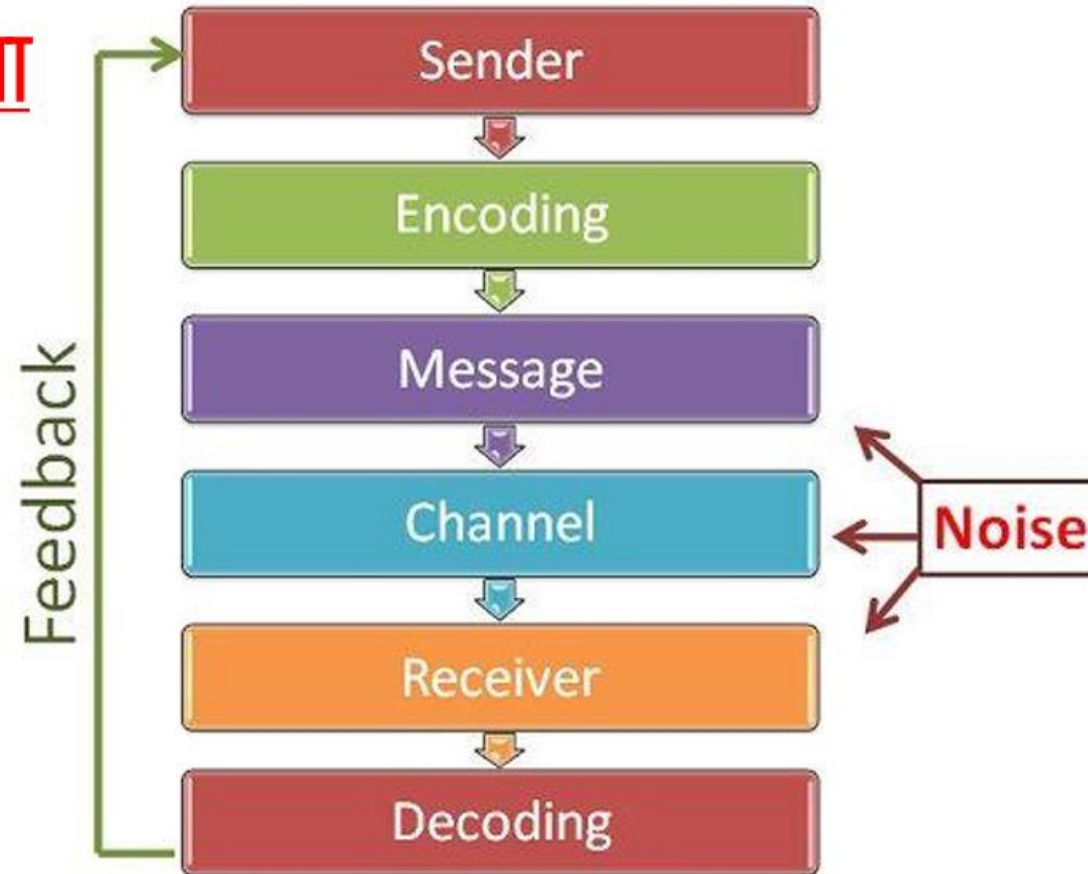 Sender
Encoding
Message
Channel
Noise
Receiver
Decoding
Feedback